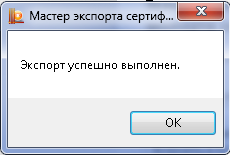 Мастер экспорта сертиф...
Экспорт успешно выполнен.
OK